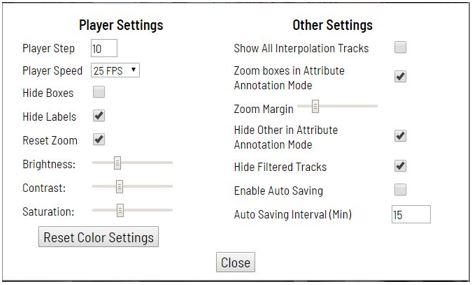 Player Settings
Player Step 10
Player Speed 25 FPS
Hide Boxes
Hide Labels
Reset Zoom
Brightness:
Contrast:
Saturation:
Reset Color Settings
Other Settings
Show All Interpolation Tracks
Zoom boxes in Attribute
Annotation Mode
Zoom Margin
Hide Other in Attribute
Annotation Mode
Hide Filtered Tracks
Enable Auto Saving
Auto Saving Interval (Min) 15
Close